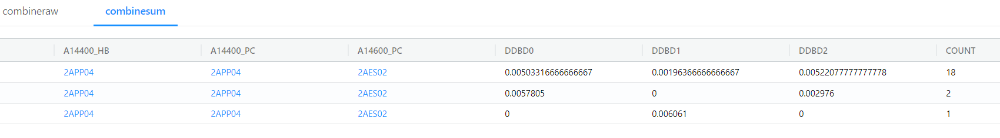 combineraw combinesum
A14400_HB A14400_PC A14600_PC DDBD0 DDBD1 DDBD2 COUNT
2APP04 2APP04 2AES02 0.00503316666666667 0.00196366666666667 0.00522077777777778 18
2APP04 2APP04 2AES02 0.0057805 0 0.002976 2
2APP04 2APP04 2AES02 0 0.006061 0 1